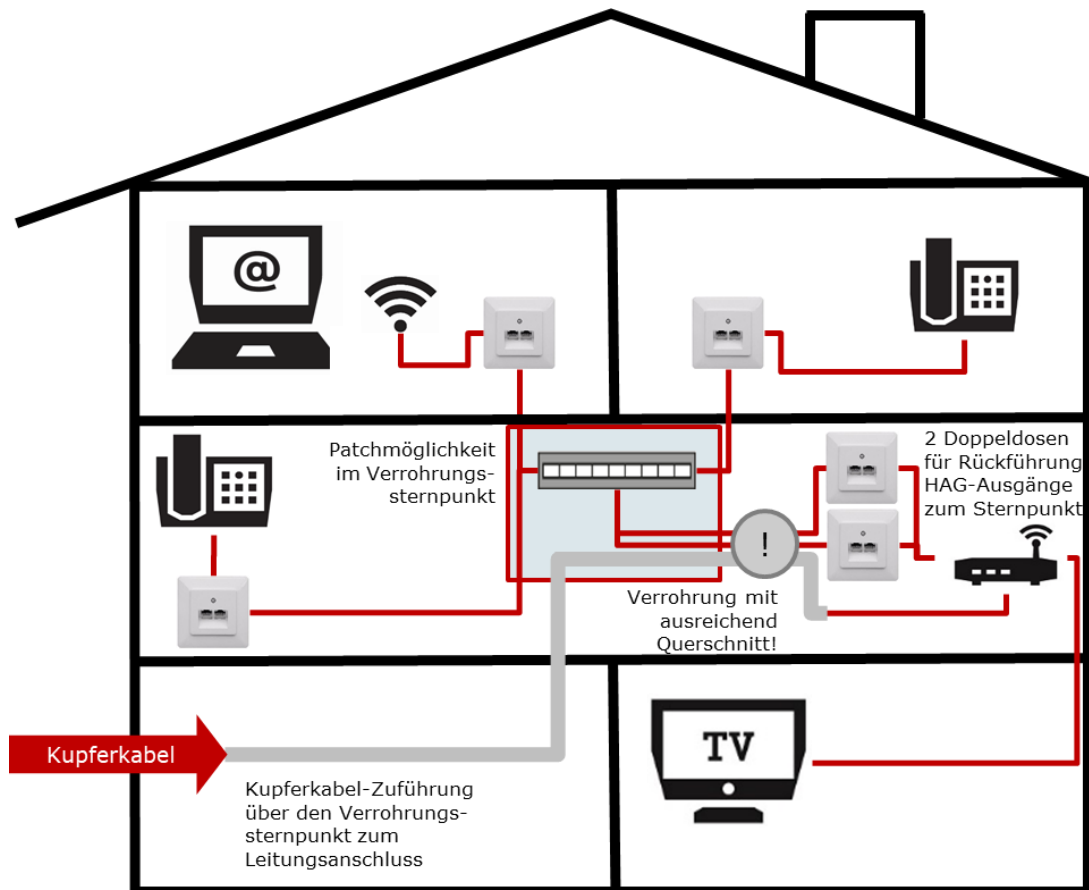 @
Patchmöglichkeit
im Verrohrungs-
sternpunkt
2 Doppeldosen
für Rückführung
HAG-Ausgänge
zum Sternpunkt
!
Verrohrung mit
ausreichend
Querschnitt!
Kupferkabel
TV
Kupferkabel-Zuführung
über den Verrohrungs-
sternpunkt zum
Leitungsanschluss